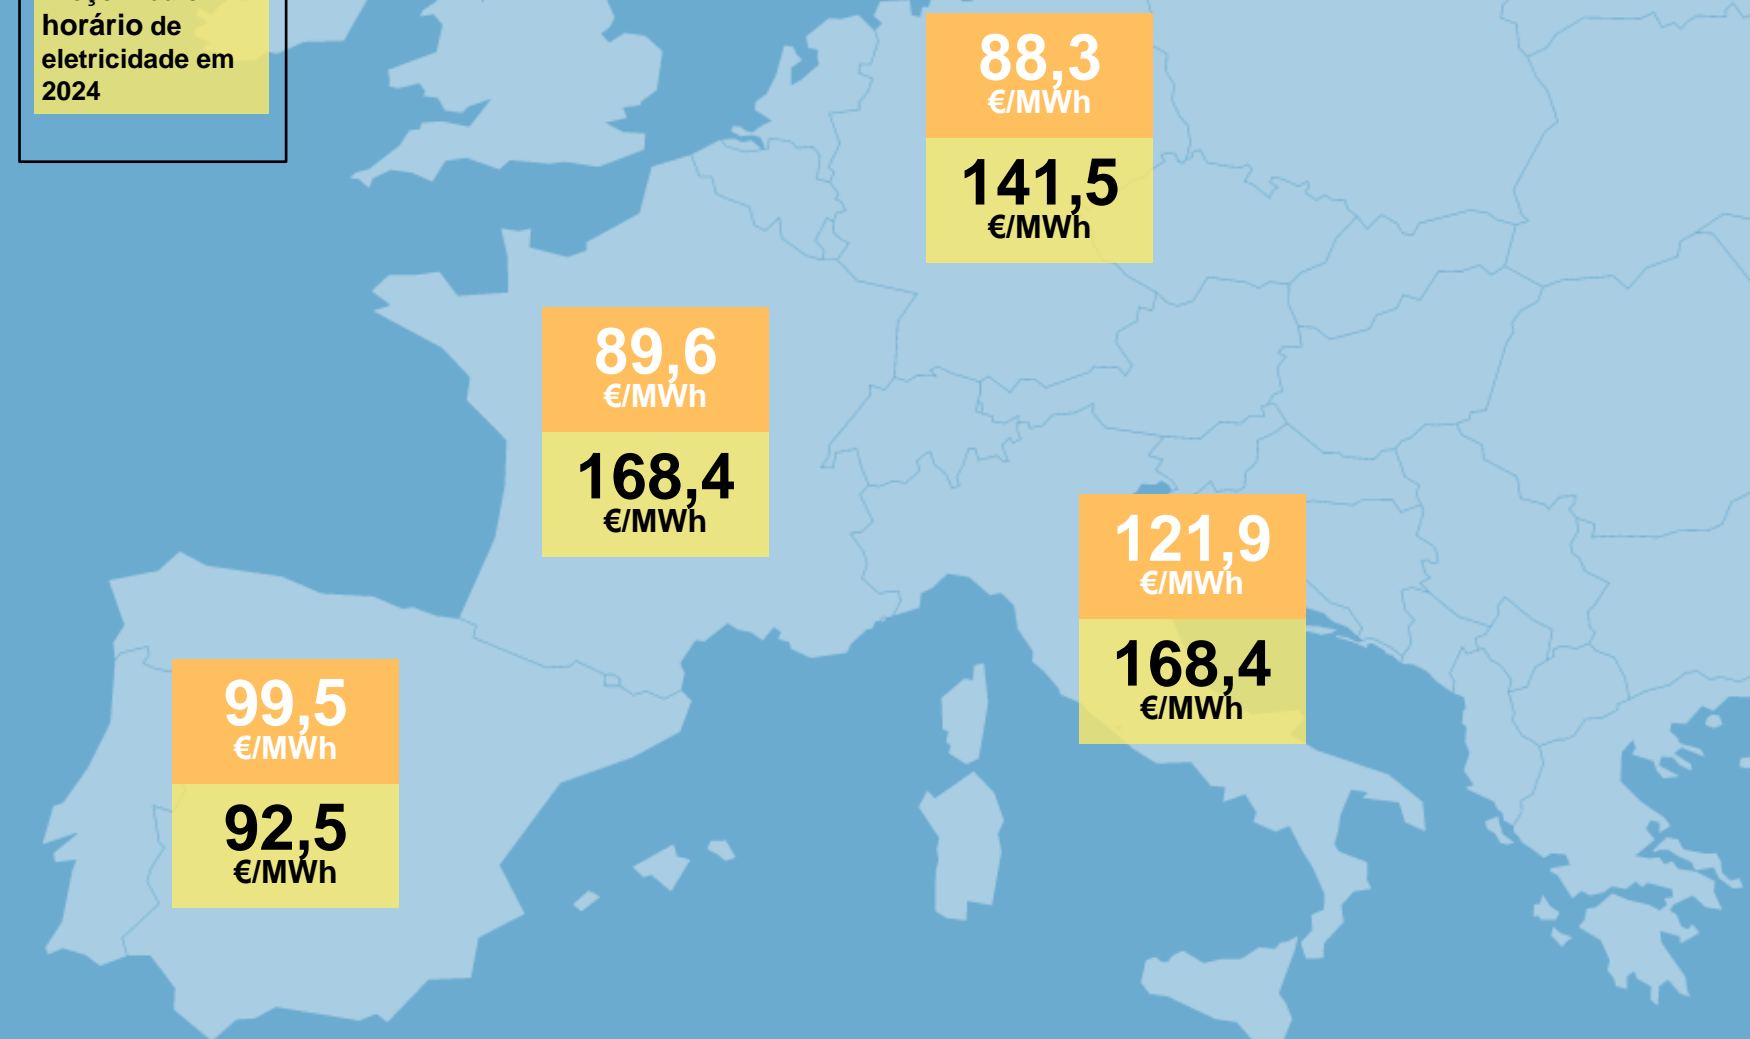 horário de
eletricidade em
2024
88,3
€/MWh
141,5
€/MWh
89,6
€/MWh
168,4
€/MWh
121,9
€/MWh
168,4
€/MWh
99,5
€/MWh
92,5
€/MWh